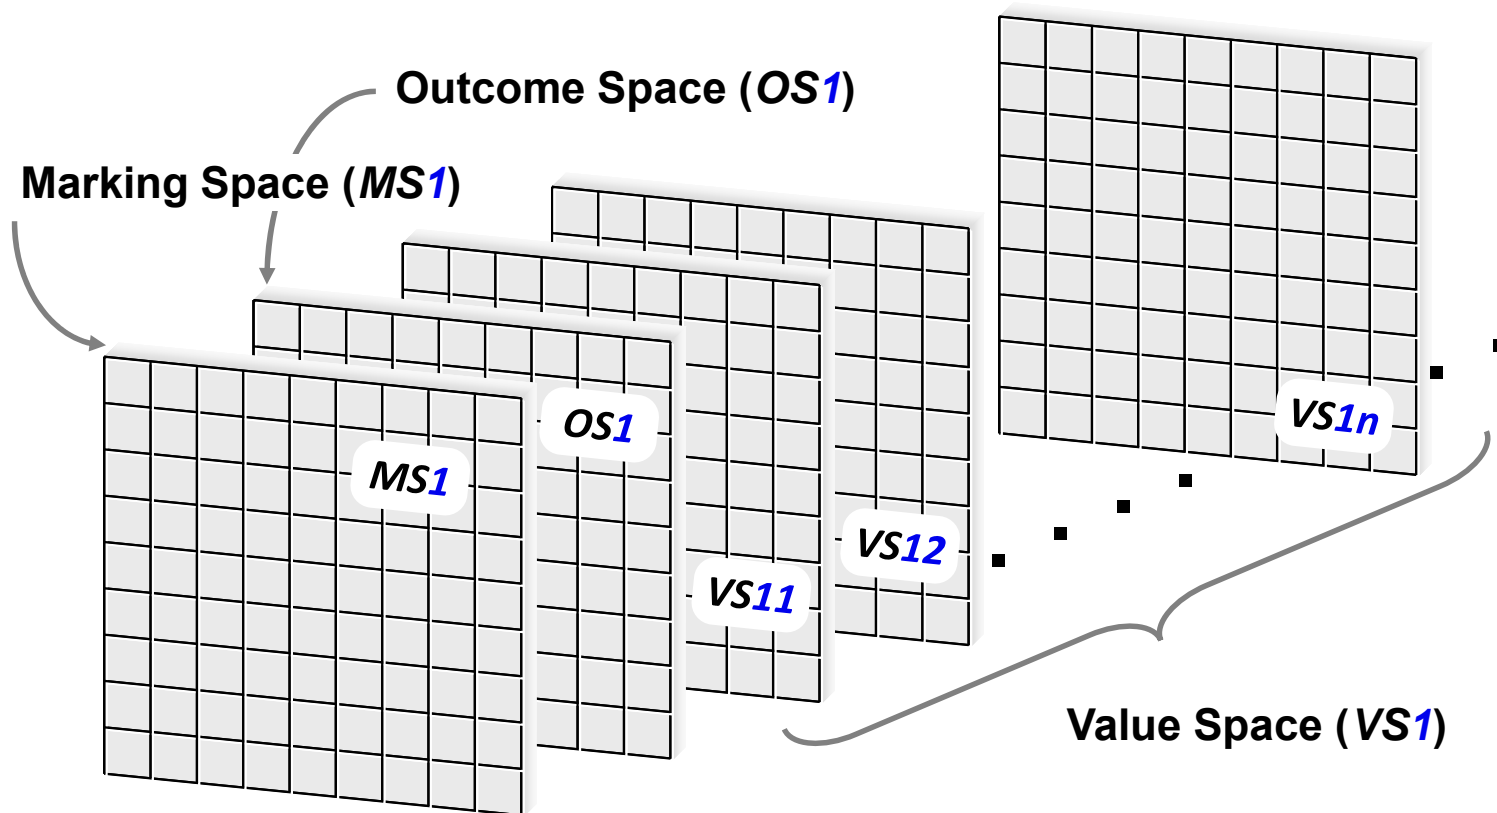 Outcome Space (OS1)
Marking Space (MS1)
MS1
OS1
VS11
VS12
VS1n
Value Space (VS1)